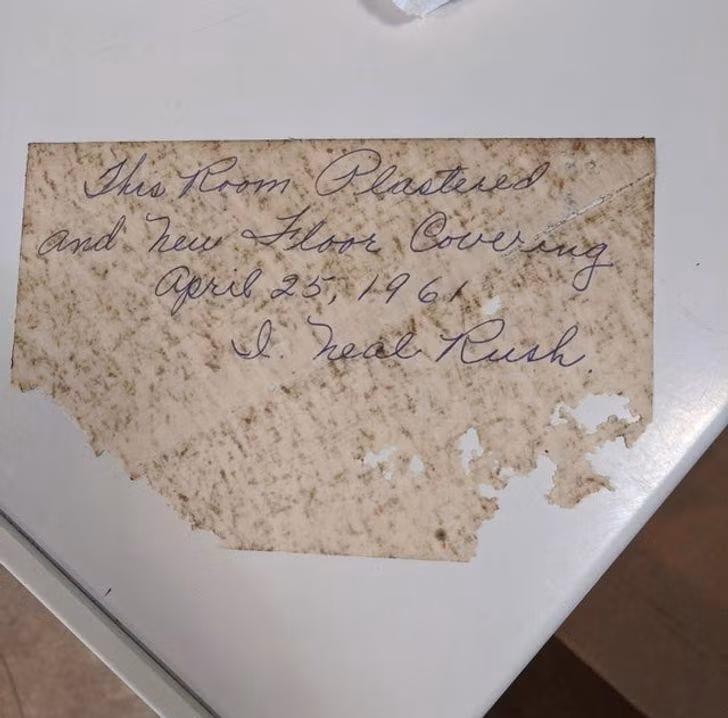 This Room Plastered
and New Floor Covering
April 25, 1961
I. Neal Rush.